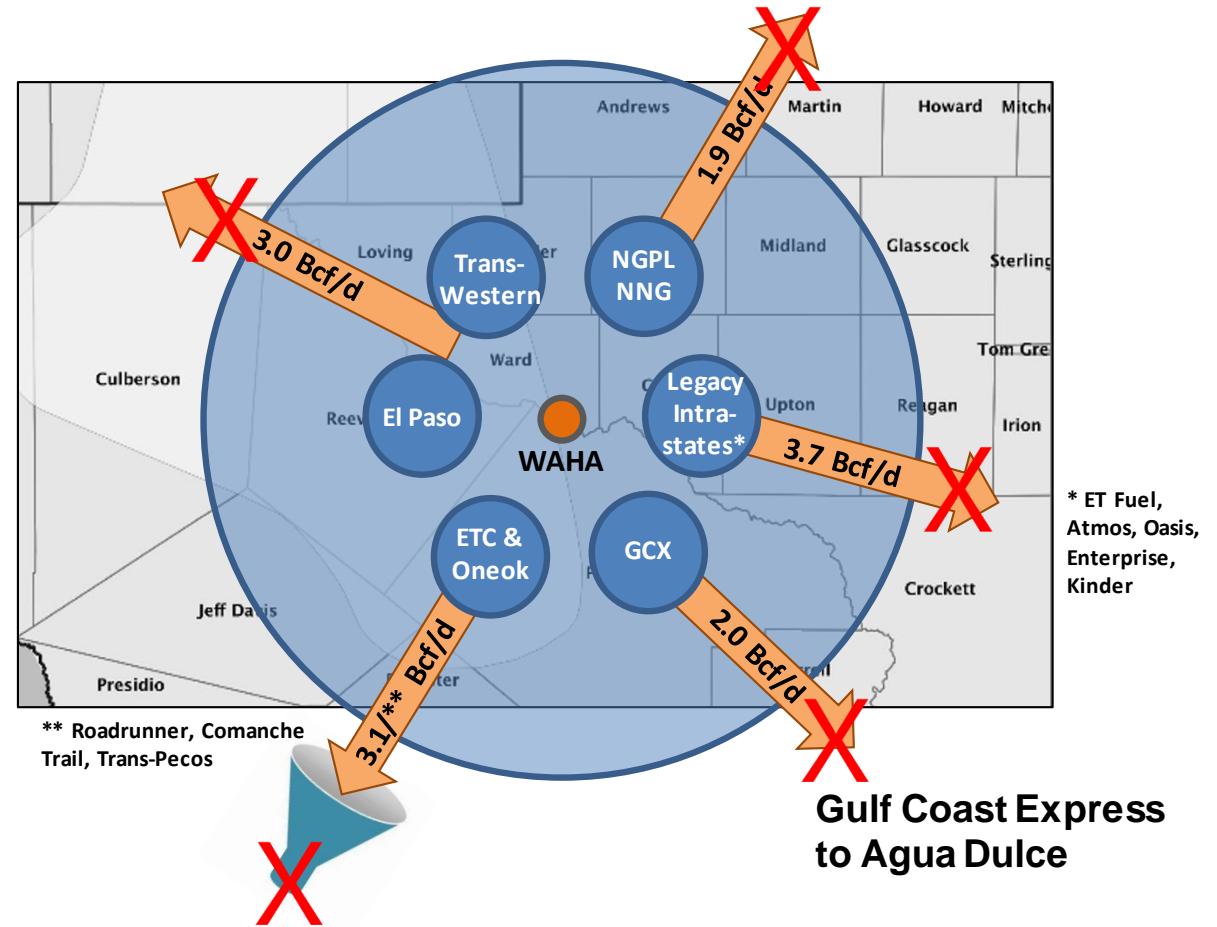 Andrews
Martin
Howard
1.9 Bcf/d
3.0 Bcf/d
Loving
Trans-
Western
NGPL
NNG
Midland
Glasscock
Sterling
Ward
Culberson
El Paso
WAHA
Legacy
Intra-
states*
Upton
Reagan
Irion
3.7 Bcf/d
* ET Fuel,
Atmos, Oasis,
Enterprise,
Kinder
ETC &
Oneok
GCX
Crockett
Jeff Davis
3.1/** Bcf/d
2.0 Bcf/d
Presidio
** Roadrunner, Comanche
Trail, Trans-Pecos
Gulf Coast Express
to Agua Dulce